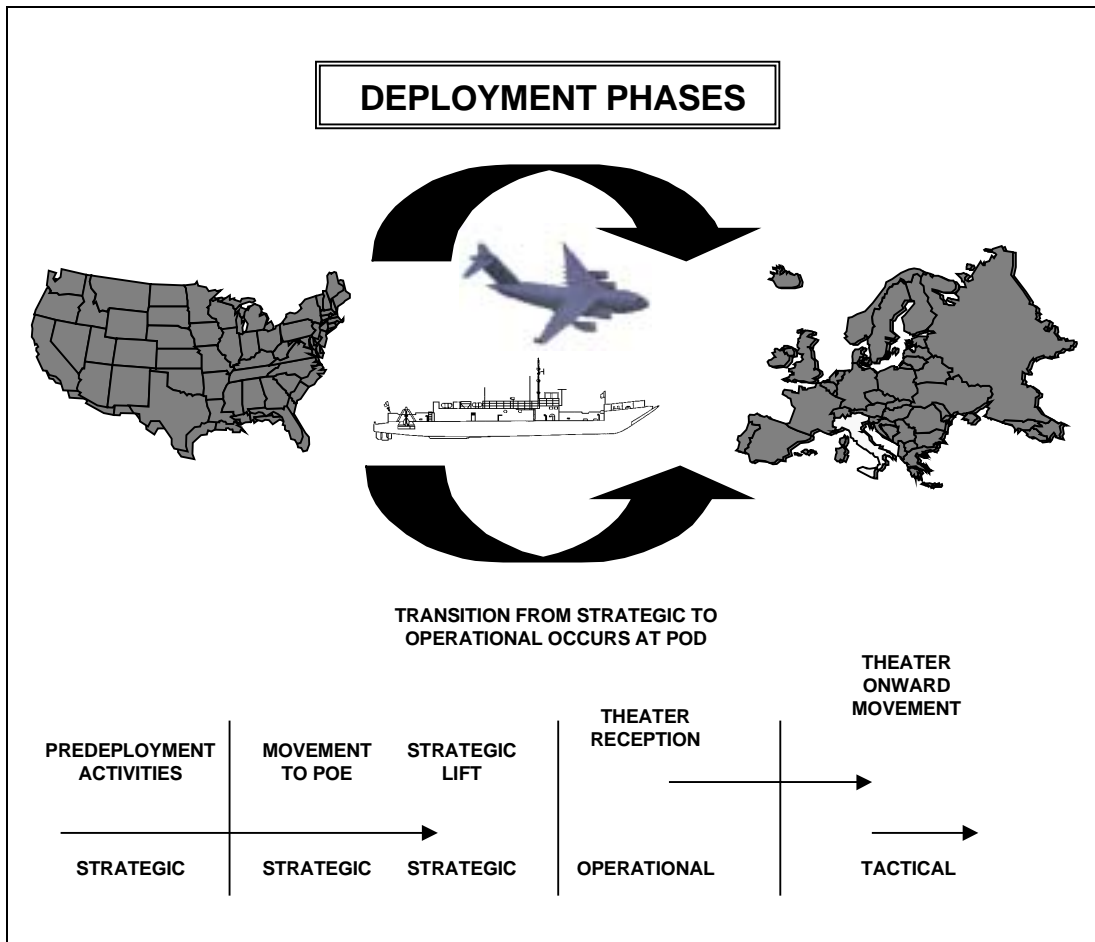 DEPLOYMENT PHASES
TRANSITION FROM STRATEGIC TO
OPERATIONAL OCCURS AT POD
PREDEPLOYMENT
ACTIVITIES
MOVEMENT
TO POE
STRATEGIC
LIFT
THEATER
RECEPTION
THEATER
ONWARD
MOVEMENT
STRATEGIC
STRATEGIC
STRATEGIC
OPERATIONAL
TACTICAL